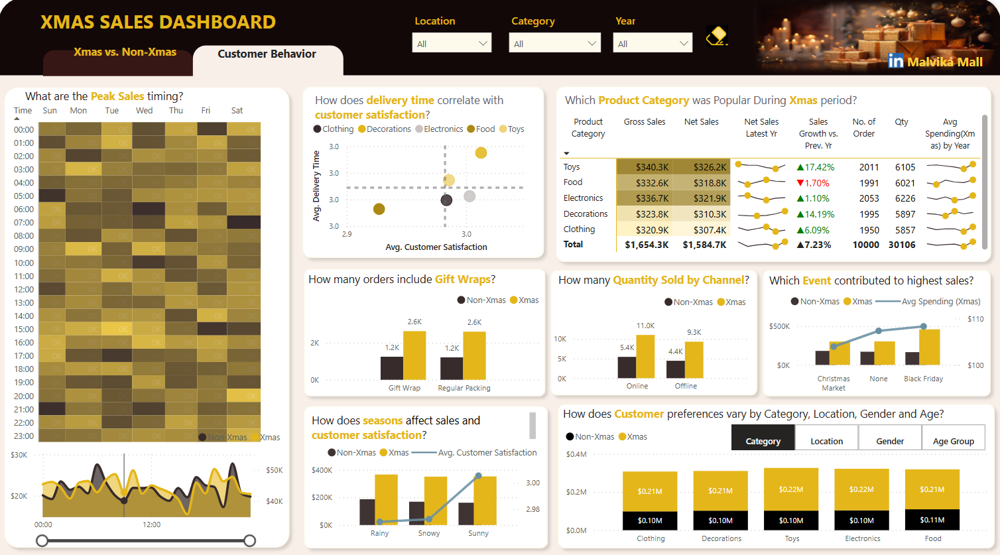 XMAS SALES DASHBOARD
Xmas vs. Non-Xmas
Customer Behavior
Location
All
Category
All
Year
All
in Malvika Mall
What are the Peak Sales timing?
Time Sun Mon Tue Wed Thu Fri Sat
00:00
01:00
02:00
03:00
04:00
05:00
06:00
07:00
08:00
09:00
10:00
11:00
12:00
13:00
14:00
15:00
16:00
17:00
18:00
19:00
20:00
21:00
22:00
23:00
Non-Xmas Xmas
$30K
$20K
$50K
$40K
00:00 12:00
How does delivery time correlate with
customer satisfaction?
Clothing Decorations Electronics Food Toys
Avg. Delivery Time
3.0
3.0
3.0
3.0
2.9 3.0
Avg. Customer Satisfaction
Which Product Category was Popular During Xmas period?
Product Category Gross Sales Net Sales Net Sales Latest Yr Sales Growth vs. Prev. Yr No. of Order Qty Avg Spending(Xmas) by Year
Toys $340.3K $326.2K ▲17.42% 2011 6105
Food $332.6K $318.8K ▼1.70% 1991 6021
Electronics $336.7K $321.9K ▲1.10% 2053 6226
Decorations $323.8K $310.3K ▲14.19% 1995 5897
Clothing $320.9K $307.4K ▲6.09% 1950 5857
Total $1,654.3K $1,584.7K ▲7.23% 10000 30106
How many orders include Gift Wraps?
Non-Xmas Xmas
2K
0K
1.2K 2.6K 1.2K 2.6K
Gift Wrap Regular Packing
How many Quantity Sold by Channel?
Non-Xmas Xmas
10K
5K
0K
5.4K 11.0K 4.4K 9.3K
Online Offline
Which Event contributed to highest sales?
Non-Xmas Xmas Avg Spending (Xmas)
$500K
$0K
$110
$100
Christmas Market None Black Friday
How does seasons affect sales and
customer satisfaction?
Non-Xmas Xmas Avg. Customer Satisfaction
$400K
$200K
$0K
3.00
2.98
Rainy Snowy Sunny
How does Customer preferences vary by Category, Location, Gender and Age?
Non-Xmas Xmas
Category Location Gender Age Group
$0.4M
$0.2M
$0.0M
$0.21M $0.21M $0.22M $0.22M $0.21M
$0.10M $0.10M $0.10M $0.10M $0.11M
Clothing Decorations Toys Electronics Food